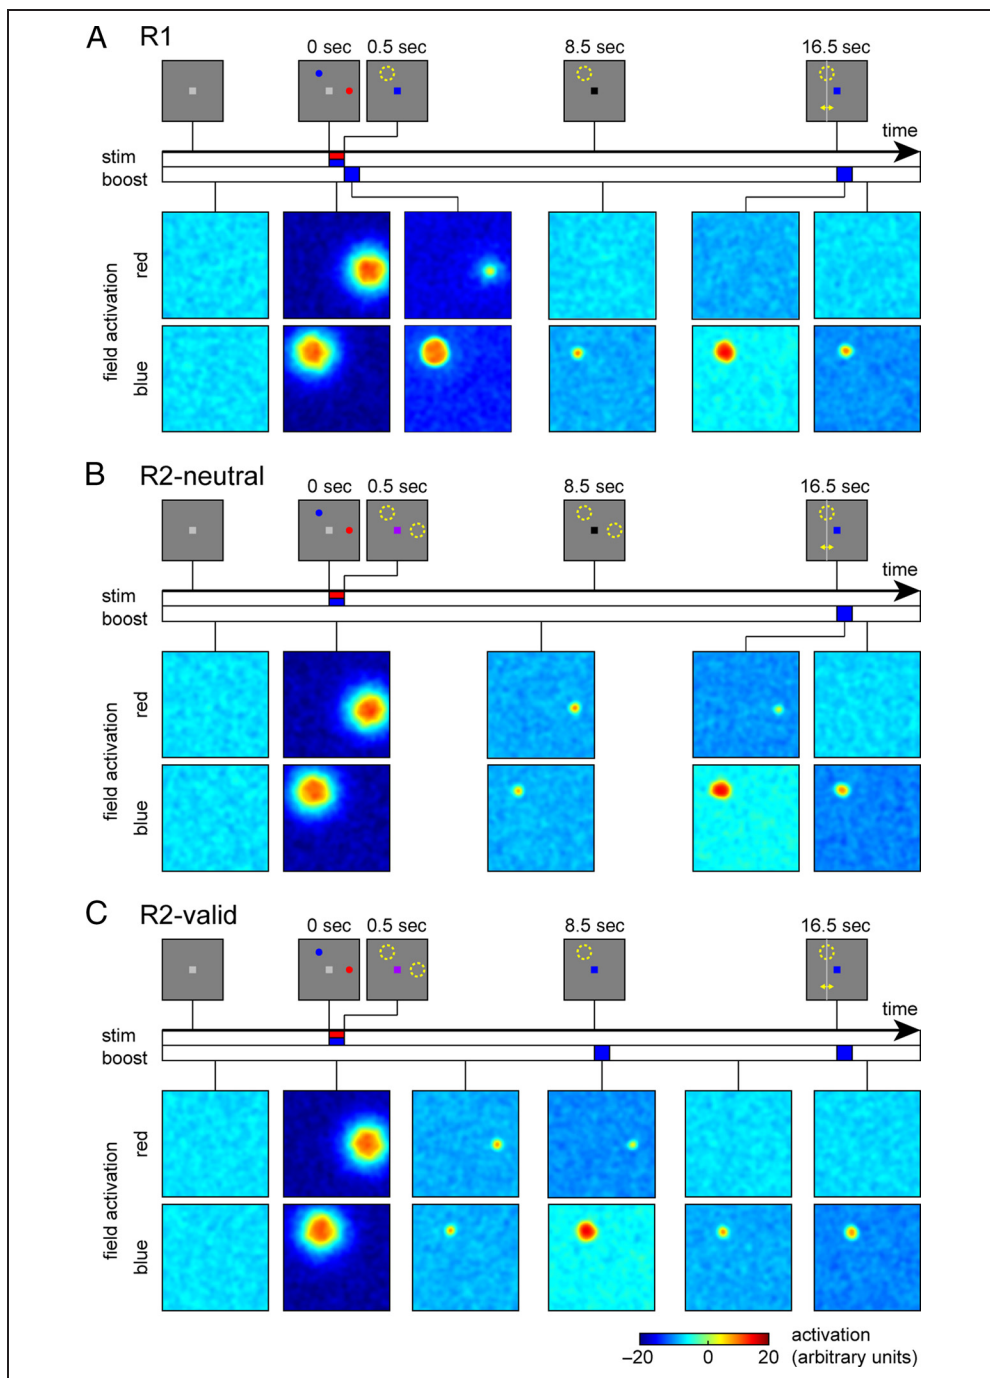 A R1
0 sec 0.5 sec 8.5 sec 16.5 sec
time
stim
boost
field activation
red
blue
B R2-neutral
0 sec 0.5 sec 8.5 sec 16.5 sec
time
stim
boost
field activation
red
blue
C R2-valid
0 sec 0.5 sec 8.5 sec 16.5 sec
time
stim
boost
field activation
red
blue
activation
–20 0 20 (arbitrary units)